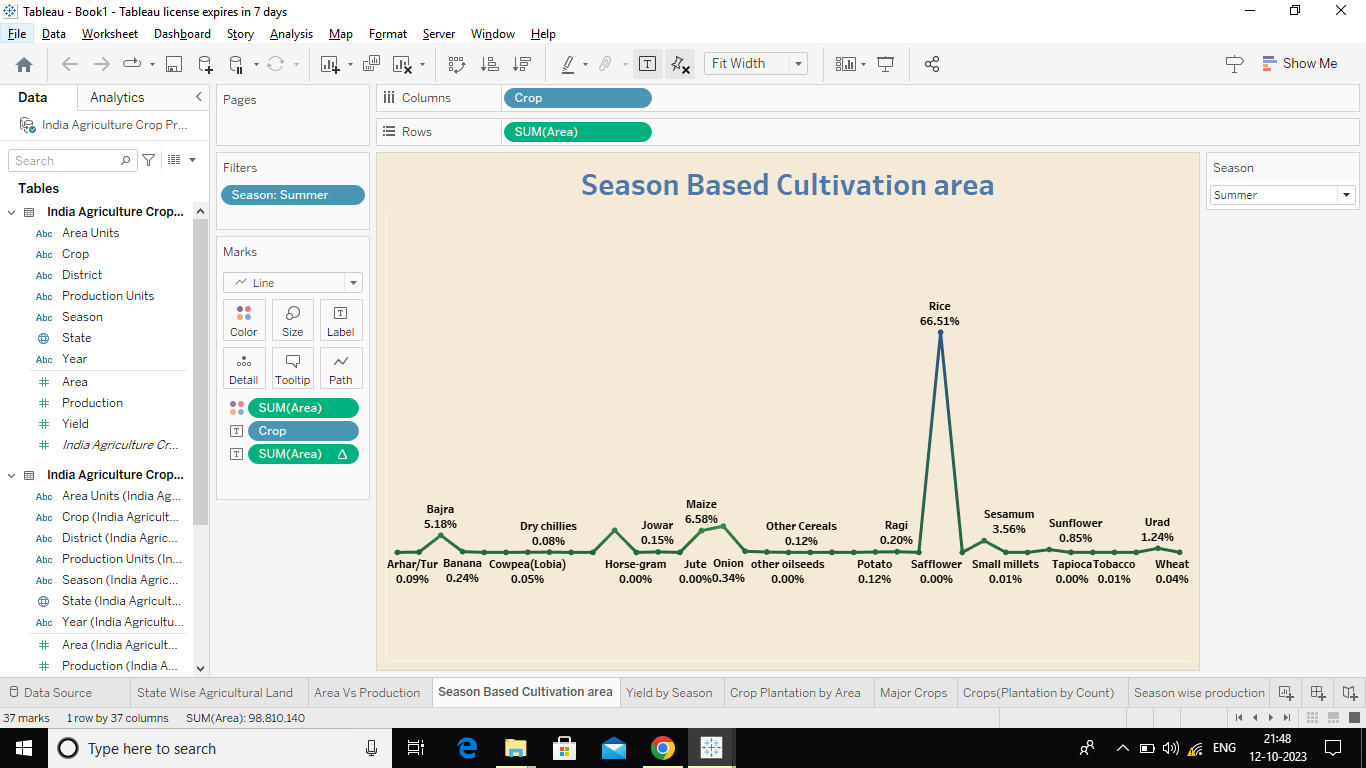 Tableau - Book1 - Tableau license expires in 7 days
File Data Worksheet Dashboard Story Analysis Map Format Server Window Help
Fit Width
Show Me
Data Analytics
India Agriculture Crop Pr...
Search
Tables
India Agriculture Crop...
Abc Area Units
Abc Crop
Abc District
Abc Production Units
Abc Season
State
Abc Year
Area
Production
Yield
India Agriculture Cr...
India Agriculture Crop...
Abc Area Units (India Ag...
Abc Crop (India Agricult...
Abc District (India Agric...
Abc Production Units (In...
Abc Season (India Agric...
State (India Agricult...
Abc Year (India Agricultu...
Area (India Agricult...
Production (India A...
Pages
Filters
Season: Summer
Marks
Line
Color Size Label
Detail Tooltip Path
SUM(Area)
Crop
SUM(Area) Δ
Columns Crop
Rows SUM(Area)
Season Based Cultivation area
Rice
66.51%
Bajra
5.18%
Dry chillies
0.08%
Jowar
0.15%
Maize
6.58%
Other Cereals
0.12%
Ragi
0.20%
Sesamum
3.56%
Sunflower
0.85%
Urad
1.24%
Arhar/Tur
0.09%
Banana
0.24%
Cowpea(Lobia)
0.05%
Horse-gram
0.00%
Jute
0.00%
Onion
0.34%
other oilseeds
0.00%
Potato
0.12%
Safflower
0.00%
Small millets
0.01%
Tapioca
0.00%
Tobacco
0.01%
Wheat
0.04%
Season
Summer
Data Source State Wise Agricultural Land Area Vs Production Season Based Cultivation area Yield by Season Crop Plantation by Area Major Crops Crops(Plantation by Count) Season wise production
37 marks 1 row by 37 columns SUM(Area): 98,810,140
Type here to search
ENG
21:48
12-10-2023